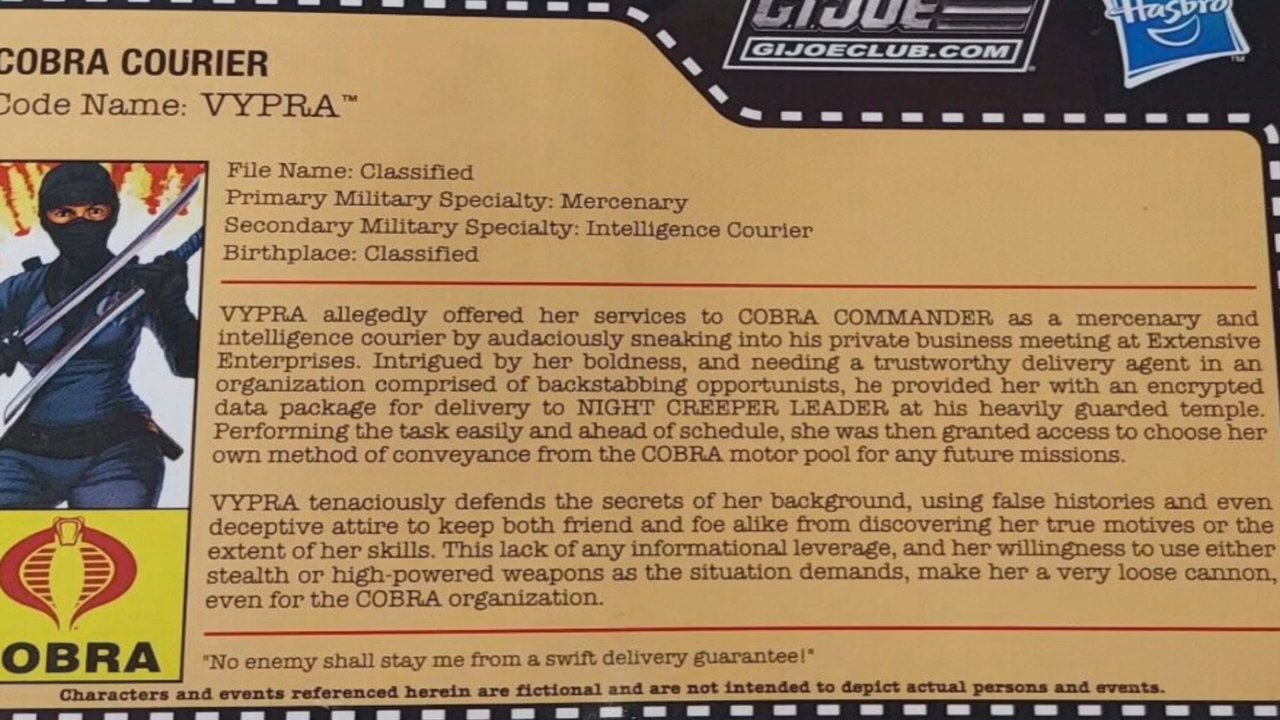 GIJOE
GIJOECLUB.COM
Hasbro
TM
COBRA COURIER
Code Name: VYPRA™
File Name: Classified
Primary Military Specialty: Mercenary
Secondary Military Specialty: Intelligence Courier
Birthplace: Classified
VYPRA allegedly offered her services to COBRA COMMANDER as a mercenary and
intelligence courier by audaciously sneaking into his private business meeting at Extensive
Enterprises. Intrigued by her boldness, and needing a trustworthy delivery agent in an
organization comprised of backstabbing opportunists, he provided her with an encrypted
data package for delivery to NIGHT CREEPER LEADER at his heavily guarded temple.
Performing the task easily and ahead of schedule, she was then granted access to choose her
own method of conveyance from the COBRA motor pool for any future missions.
VYPRA tenaciously defends the secrets of her background, using false histories and even
deceptive attire to keep both friend and foe alike from discovering her true motives or the
extent of her skills. This lack of any informational leverage, and her willingness to use either
stealth or high-powered weapons as the situation demands, make her a very loose cannon,
even for the COBRA organization.
OBRA
"No enemy shall stay me from a swift delivery guarantee!"
Characters and events referenced herein are fictional and are not intended to depict actual persons and events.